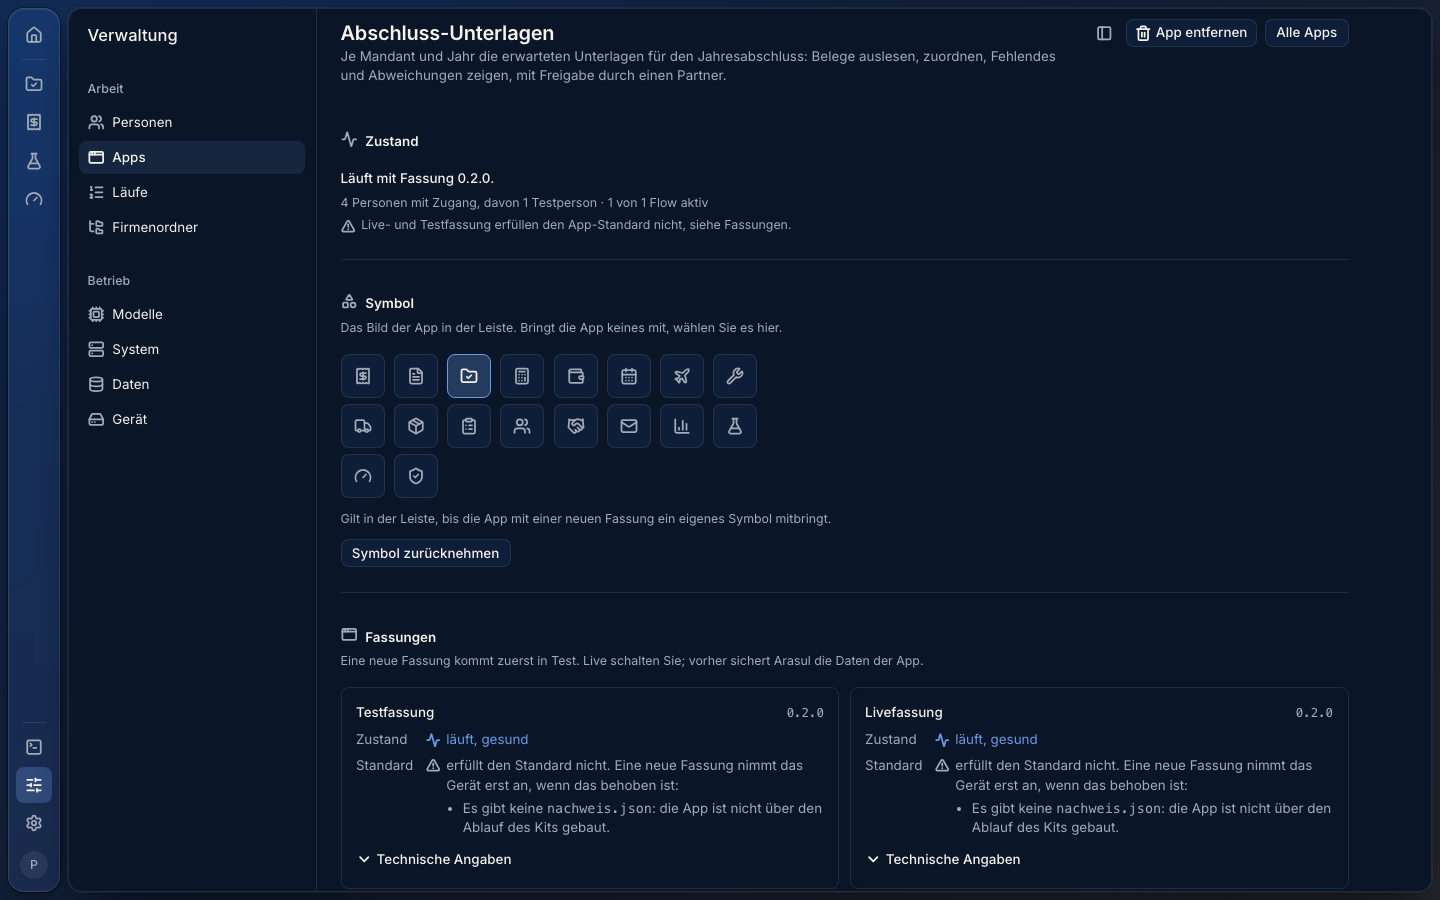 Verwaltung
Arbeit
Personen
Apps
Läufe
Firmenordner
Betrieb
Modelle
System
Daten
Gerät
P
Abschluss-Unterlagen
Je Mandant und Jahr die erwarteten Unterlagen für den Jahresabschluss: Belege auslesen, zuordnen, Fehlendes
und Abweichungen zeigen, mit Freigabe durch einen Partner.
App entfernen
Alle Apps
Zustand
Läuft mit Fassung 0.2.0.
4 Personen mit Zugang, davon 1 Testperson · 1 von 1 Flow aktiv
Live- und Testfassung erfüllen den App-Standard nicht, siehe Fassungen.
Symbol
Das Bild der App in der Leiste. Bringt die App keines mit, wählen Sie es hier.
Gilt in der Leiste, bis die App mit einer neuen Fassung ein eigenes Symbol mitbringt.
Symbol zurücknehmen
Fassungen
Eine neue Fassung kommt zuerst in Test. Live schalten Sie; vorher sichert Arasul die Daten der App.
Testfassung 0.2.0
Zustand läuft, gesund
Standard erfüllt den Standard nicht. Eine neue Fassung nimmt das
Gerät erst an, wenn das behoben ist:
• Es gibt keine nachweis.json: die App ist nicht über den
Ablauf des Kits gebaut.
Technische Angaben
Livefassung 0.2.0
Zustand läuft, gesund
Standard erfüllt den Standard nicht. Eine neue Fassung nimmt das
Gerät erst an, wenn das behoben ist:
• Es gibt keine nachweis.json: die App ist nicht über den
Ablauf des Kits gebaut.
Technische Angaben